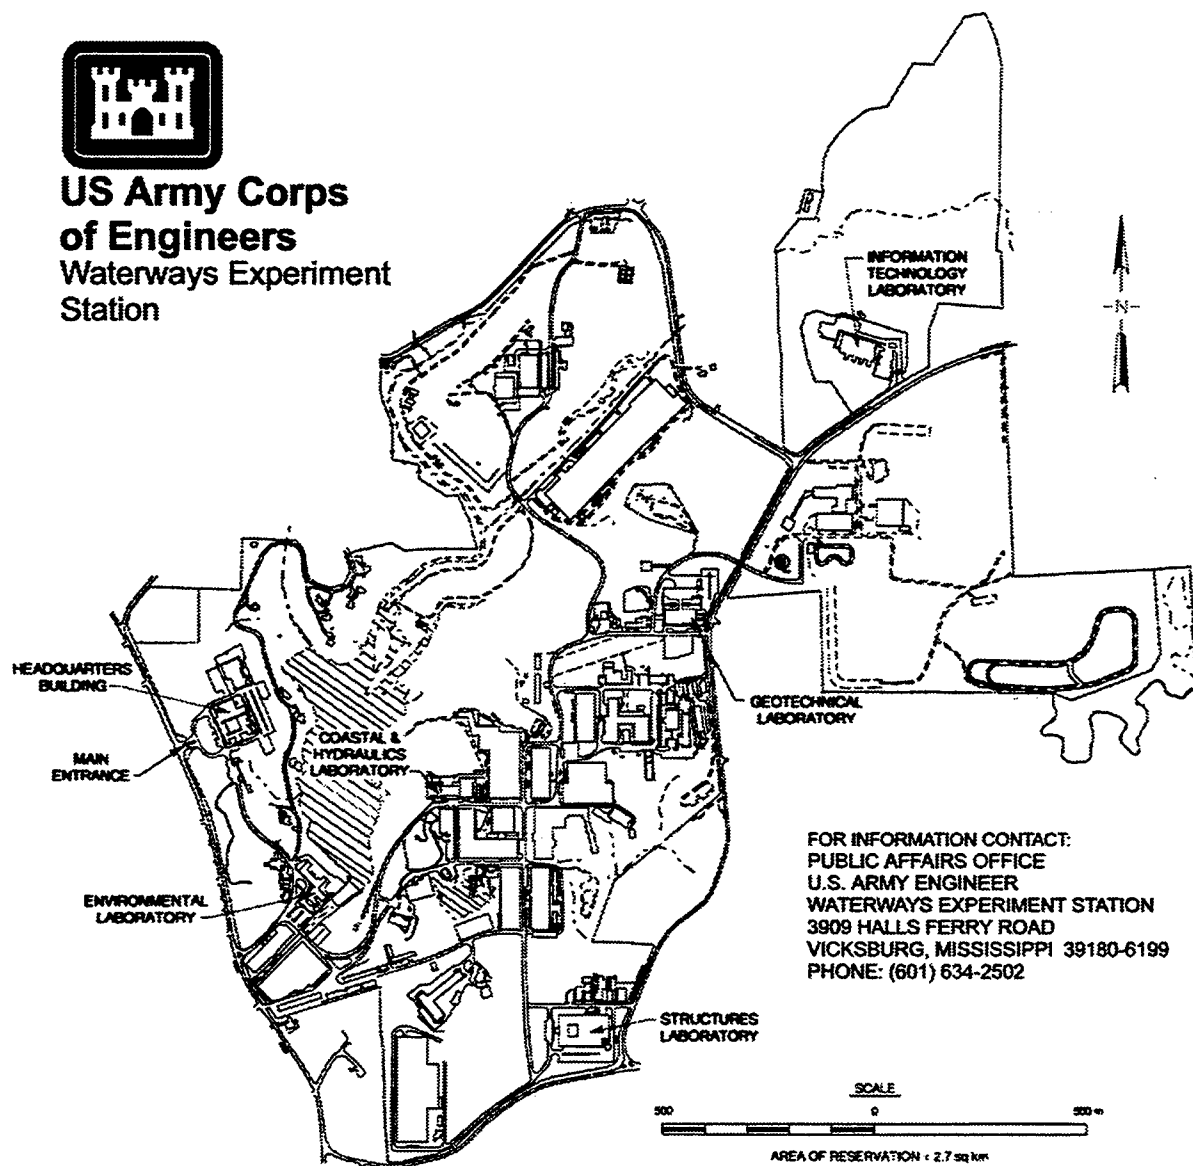 US Army Corps
of Engineers
Waterways Experiment
Station
INFORMATION
TECHNOLOGY
LABORATORY
N
HEADQUARTERS
BUILDING
MAIN
ENTRANCE
COASTAL &
HYDRAULICS
LABORATORY
GEOTECHNICAL
LABORATORY
ENVIRONMENTAL
LABORATORY
FOR INFORMATION CONTACT:
PUBLIC AFFAIRS OFFICE
U.S. ARMY ENGINEER
WATERWAYS EXPERIMENT STATION
3909 HALLS FERRY ROAD
VICKSBURG, MISSISSIPPI 39180-6199
PHONE: (601) 634-2502
STRUCTURES
LABORATORY
SCALE
500 0 500 m
AREA OF RESERVATION = 2.7 sq km